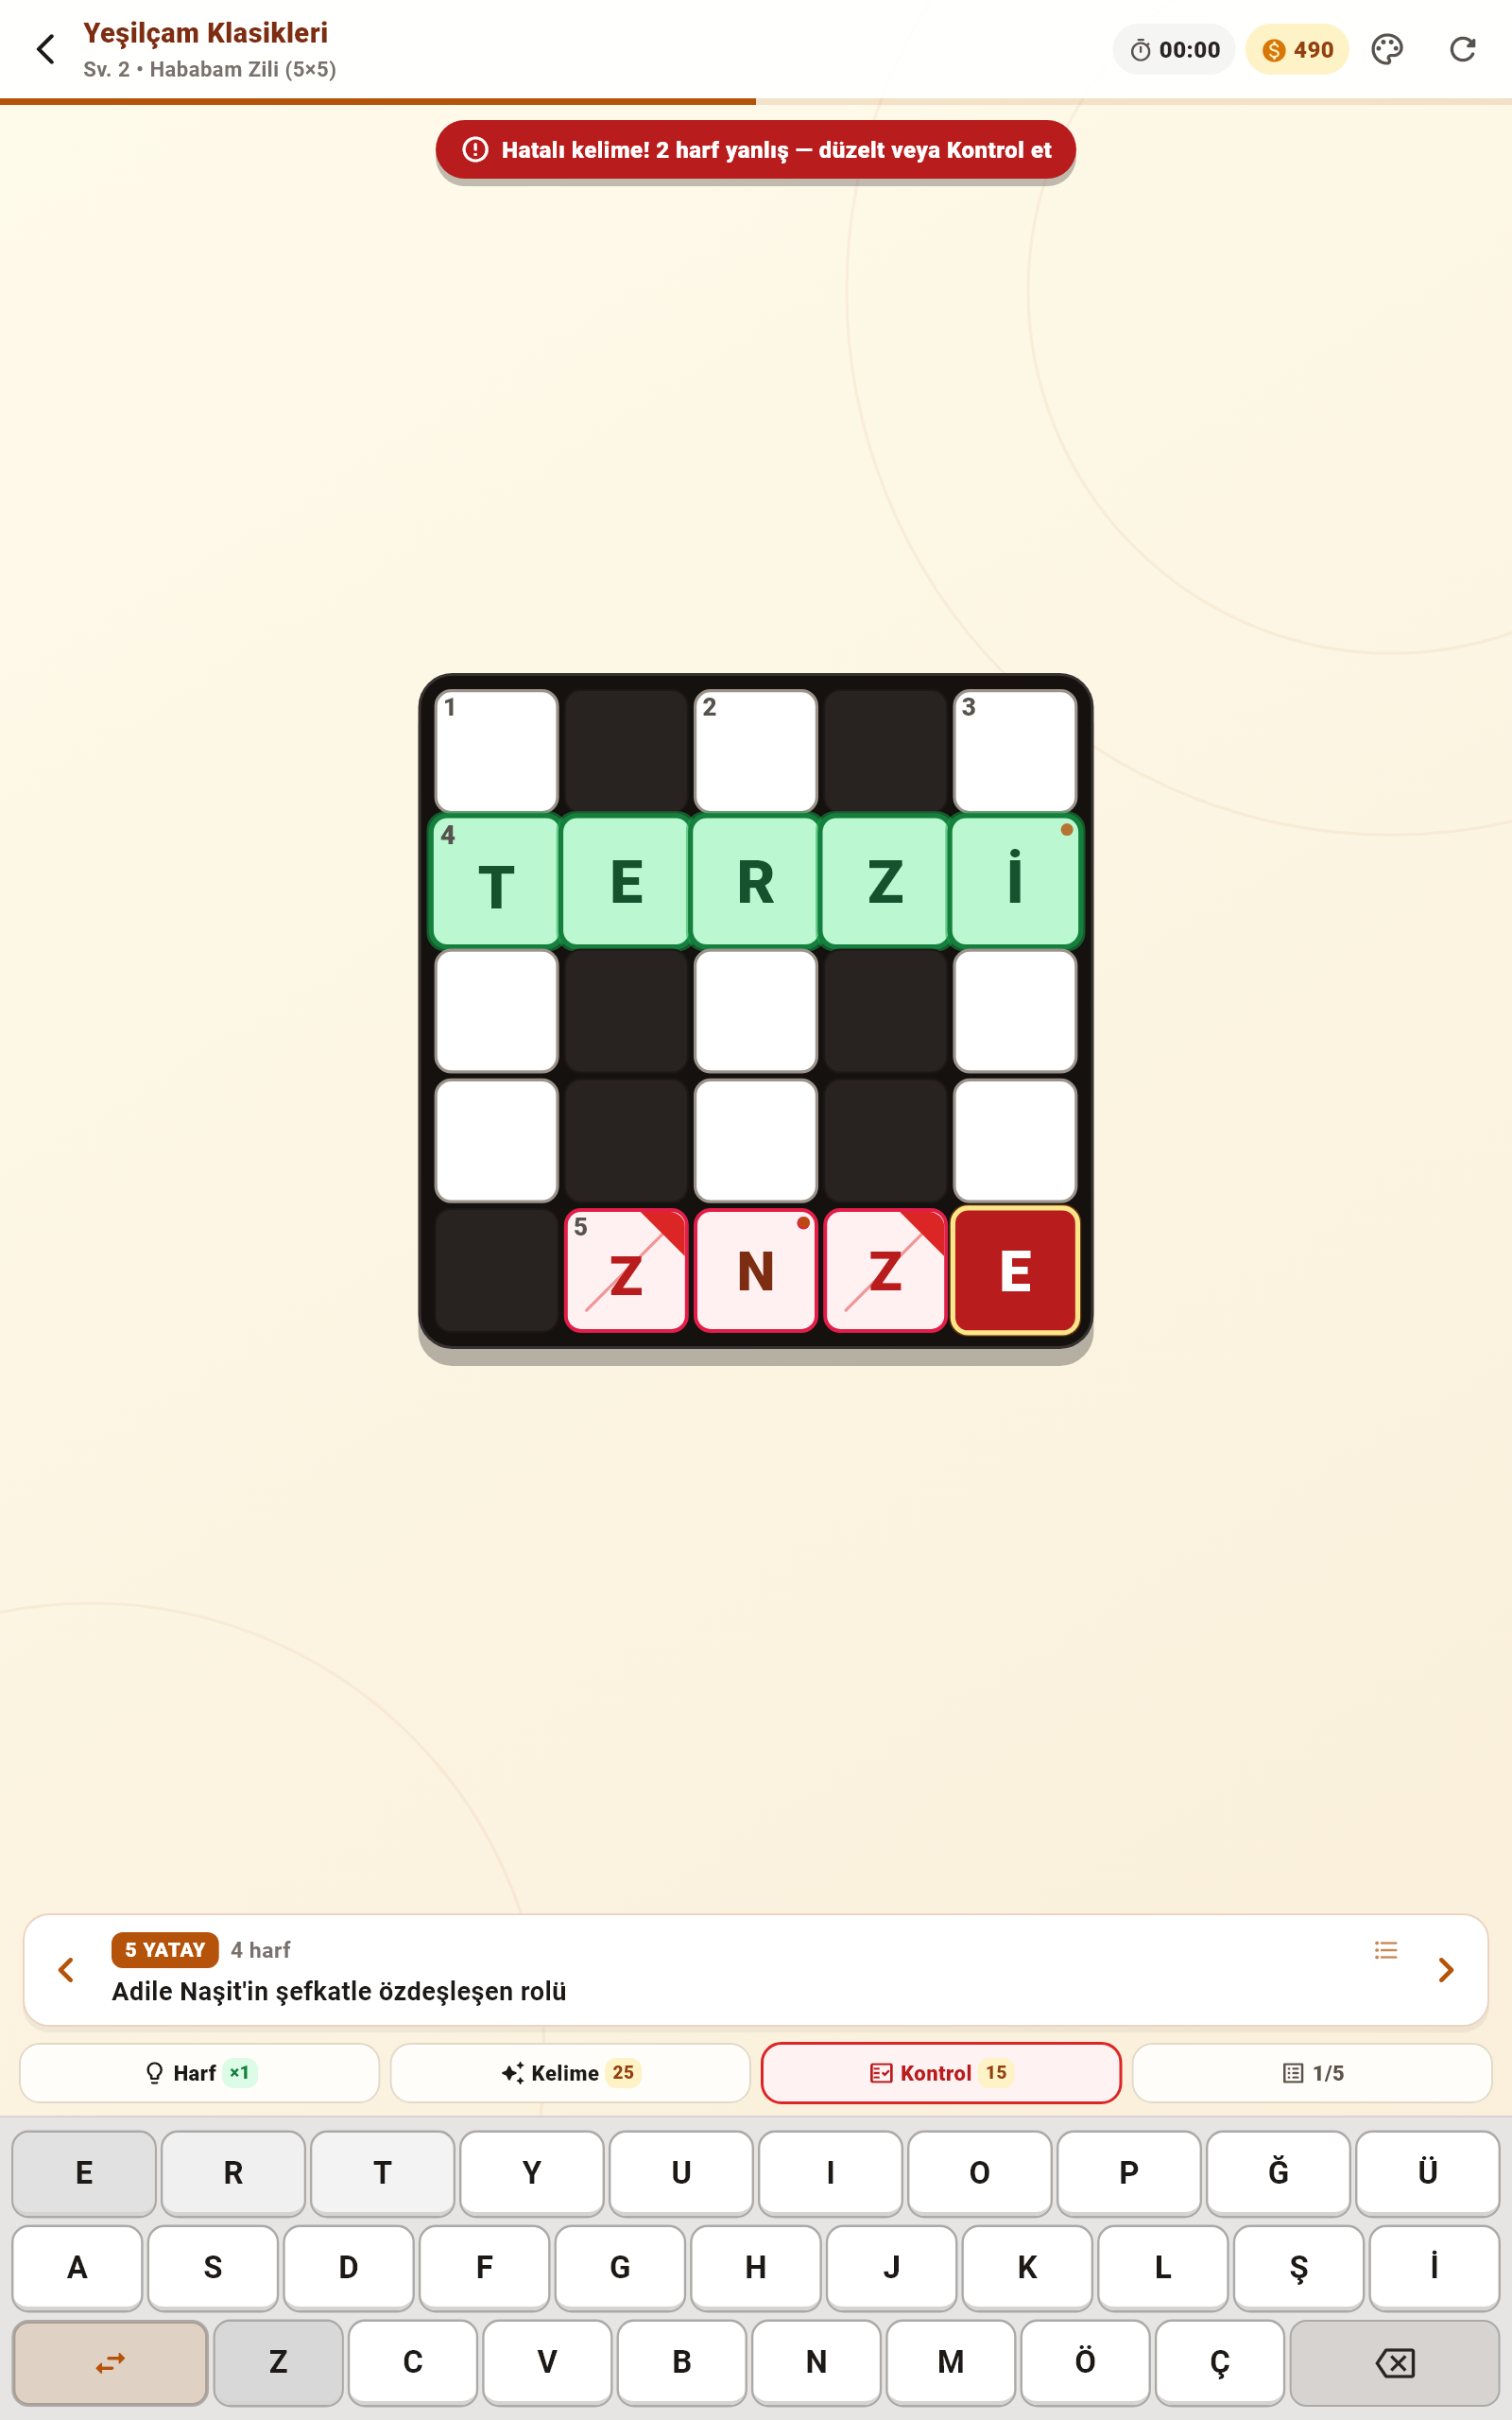 Yeşilçam Klasikleri
Sv. 2 • Hababam Zili (5×5)
00:00
490
Hatalı kelime! 2 harf yanlış — düzelt veya Kontrol et
1 2 3
4 T E R Z İ
5 Z N Z E
5 YATAY 4 harf
Adile Naşit'in şefkatle özdeşleşen rolü
Harf ×1 Kelime 25 Kontrol 15 1/5
E R T Y U I O P Ğ Ü
A S D F G H J K L Ş İ
Z C V B N M Ö Ç